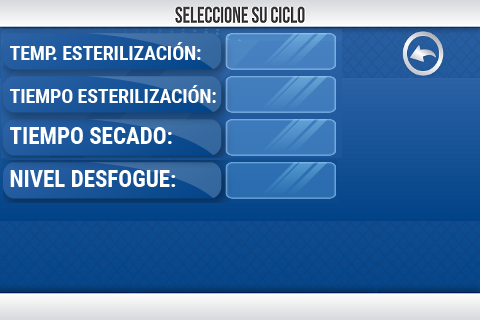 SELECCIONE SU CICLO
TEMP. ESTERILIZACIÓN:
TIEMPO ESTERILIZACIÓN:
TIEMPO SECADO:
NIVEL DESFOGUE: